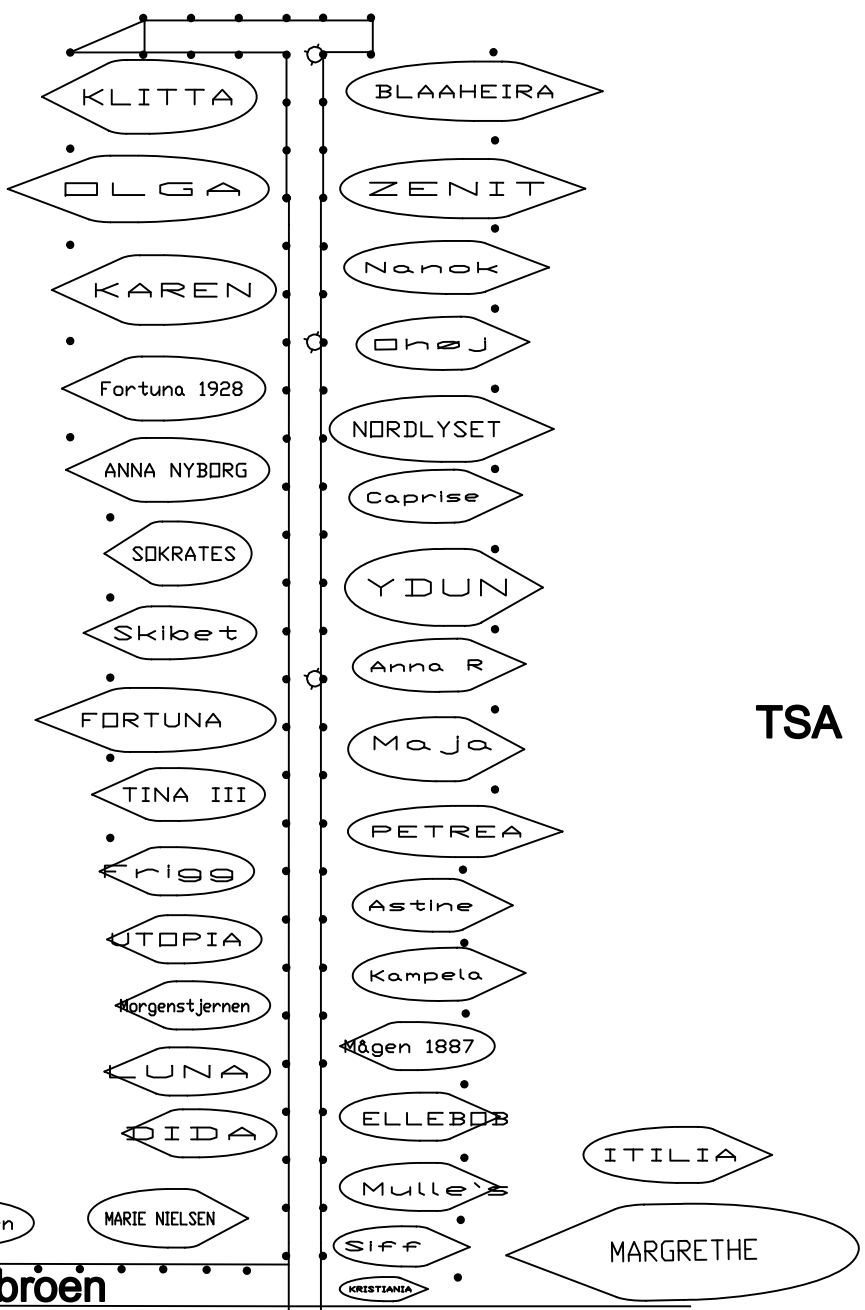 KLITTA
OLGA
KAREN
Fortuna 1928
ANNA NYBORG
SOKRATES
Skibet
FORTUNA
TINA III
Frigg
UTOPIA
Morgenstjernen
LUNA
DIDA
MARIE NIELSEN
n
broen
BLAAHEIRA
ZENIT
Nanok
Ohøj
NORDLYSET
Caprise
YDUN
Anna R
Maja
PETREA
Astine
Kampela
Mågen 1887
ELLEBOB
Mulle's
Siff
KRISTIANIA
TSA
ITILIA
MARGRETHE